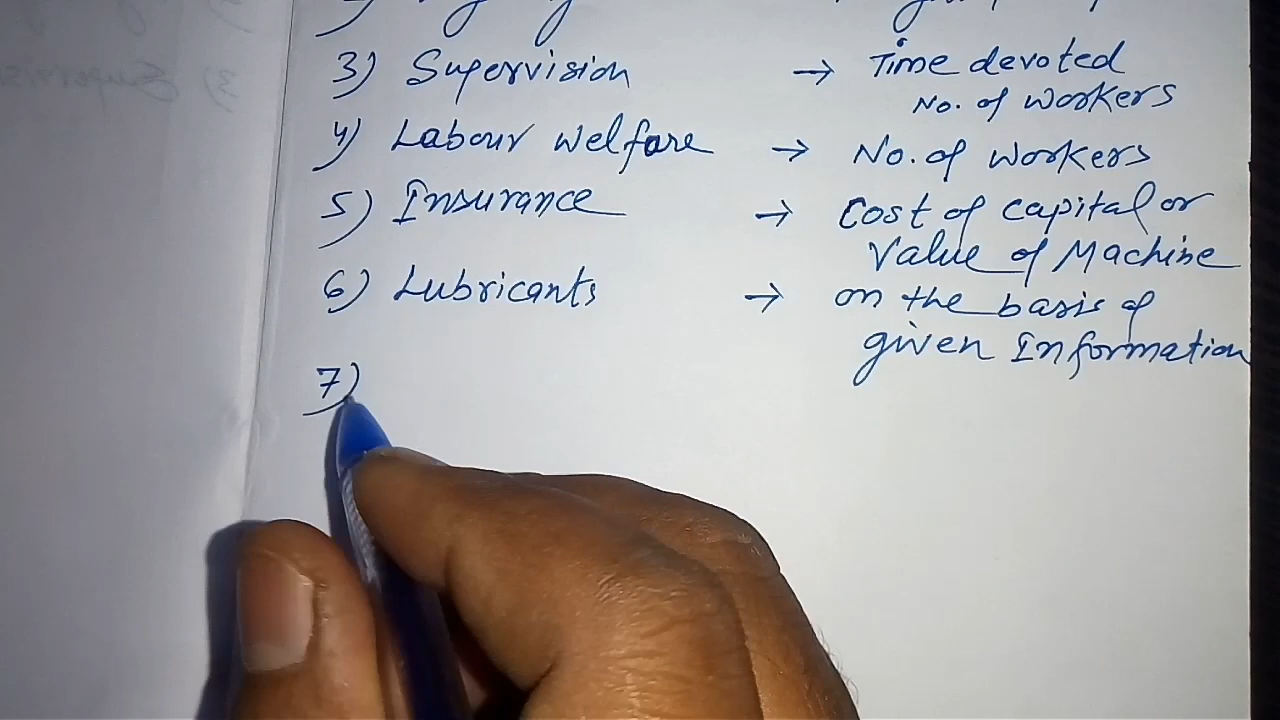 3) Supervision → Time devoted
No. of workers
4) Labour welfare → No. of workers
5) Insurance → Cost of capital or
Value of Machine
6) Lubricants → on the basis of
given Information
7)